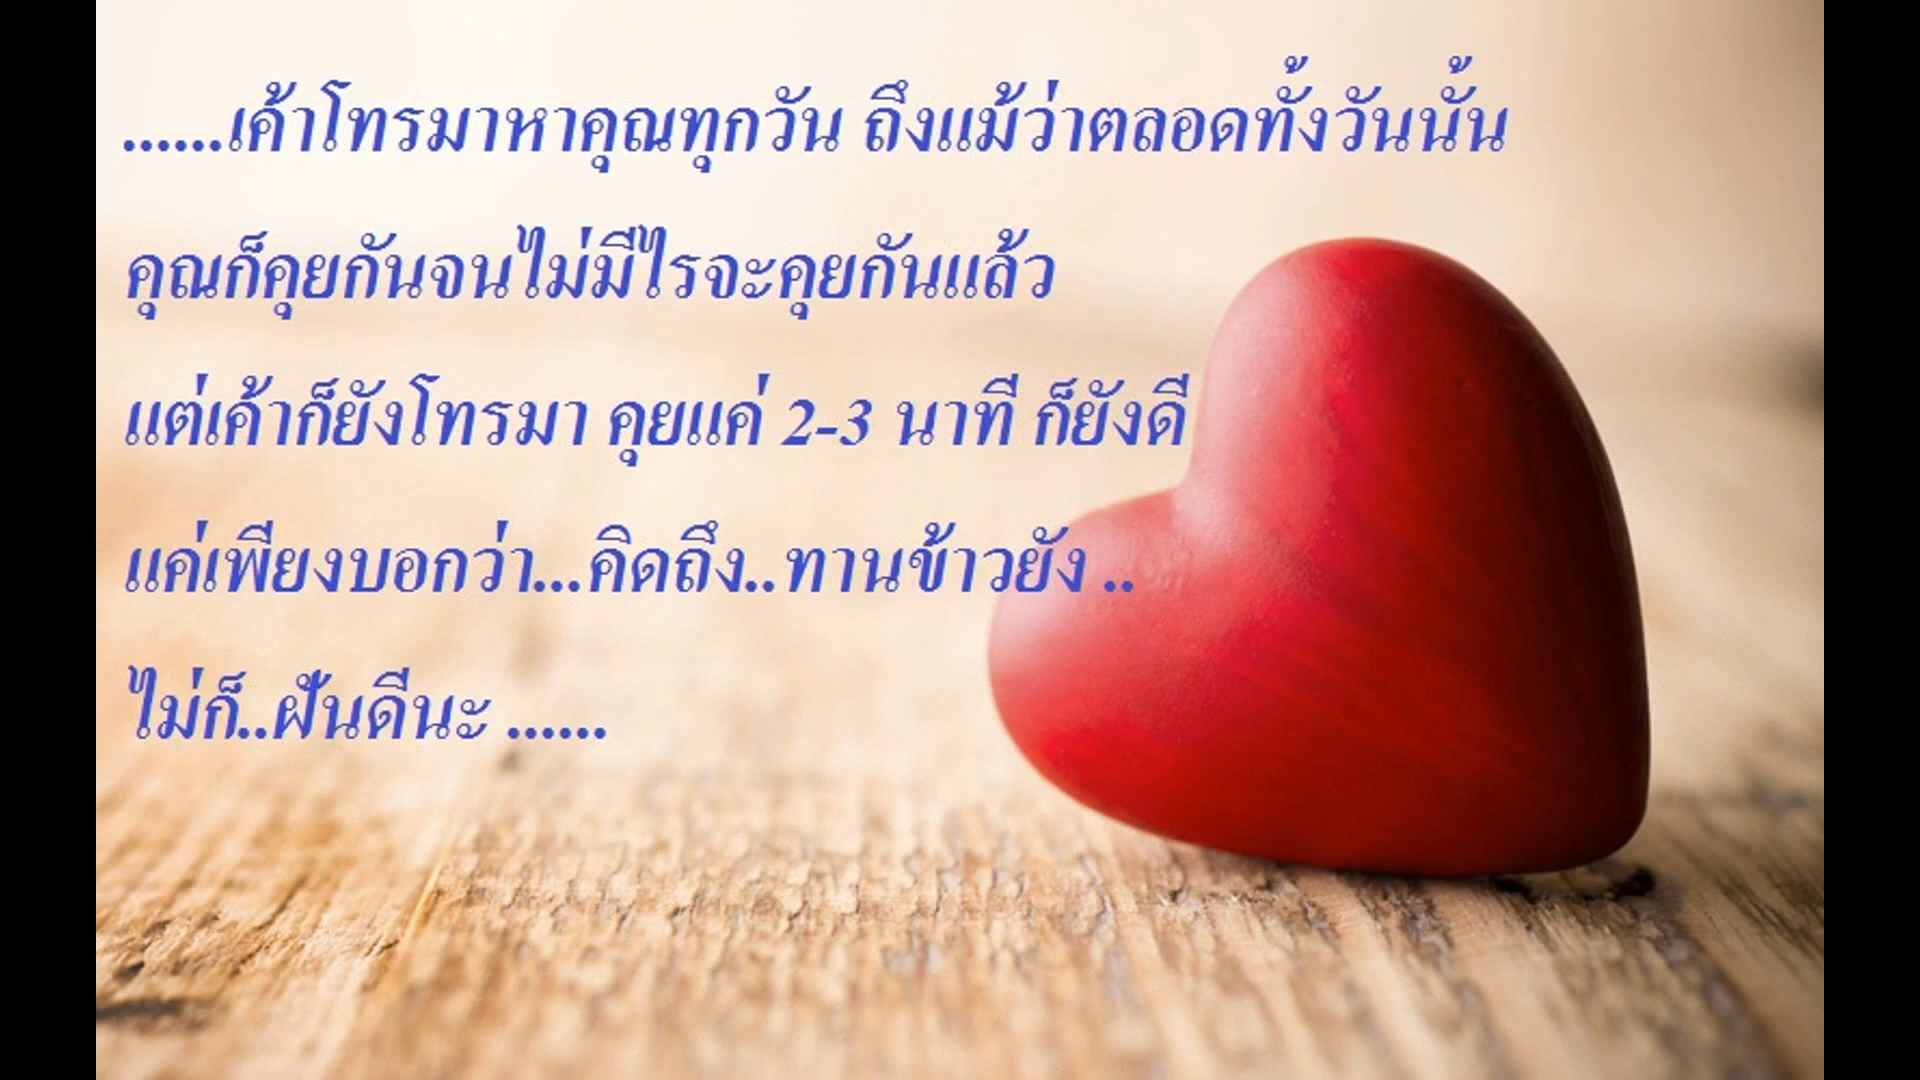 ......เค้าโทรมาหาคุณทุกวัน ถึงแม้ว่าตลอดทั้งวันนั้น
คุณก็คุยกันจนไม่มีไรจะคุยกันแล้ว
แต่เค้าก็ยังโทรมา คุยแค่ 2-3 นาที ก็ยังดี
แค่เพียงบอกว่า...คิดถึง..ทานข้าวยัง ..
ไม่ก็..ฝันดีนะ ......